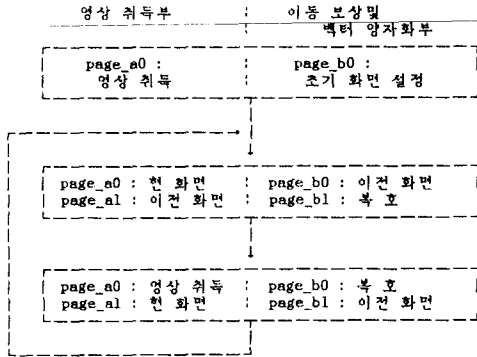 영상 취득부 이동 보상및
벡터 양자화부
page_a0 : page_b0 :
영상 취득 초기 화면 설정
page_a0 : 현 화면 page_b0 : 이전 화면
page_a1 : 이전 화면 page_b1 : 복 호
page_a0 : 영상 취득 page_b0 : 복 호
page_a1 : 현 화면 page_b1 : 이전 화면